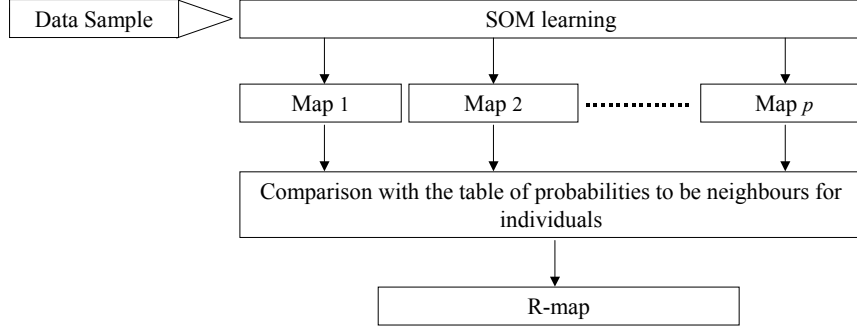 Data Sample
SOM learning
Map 1
Map 2
Map p
Comparison with the table of probabilities to be neighbours for
individuals
R-map